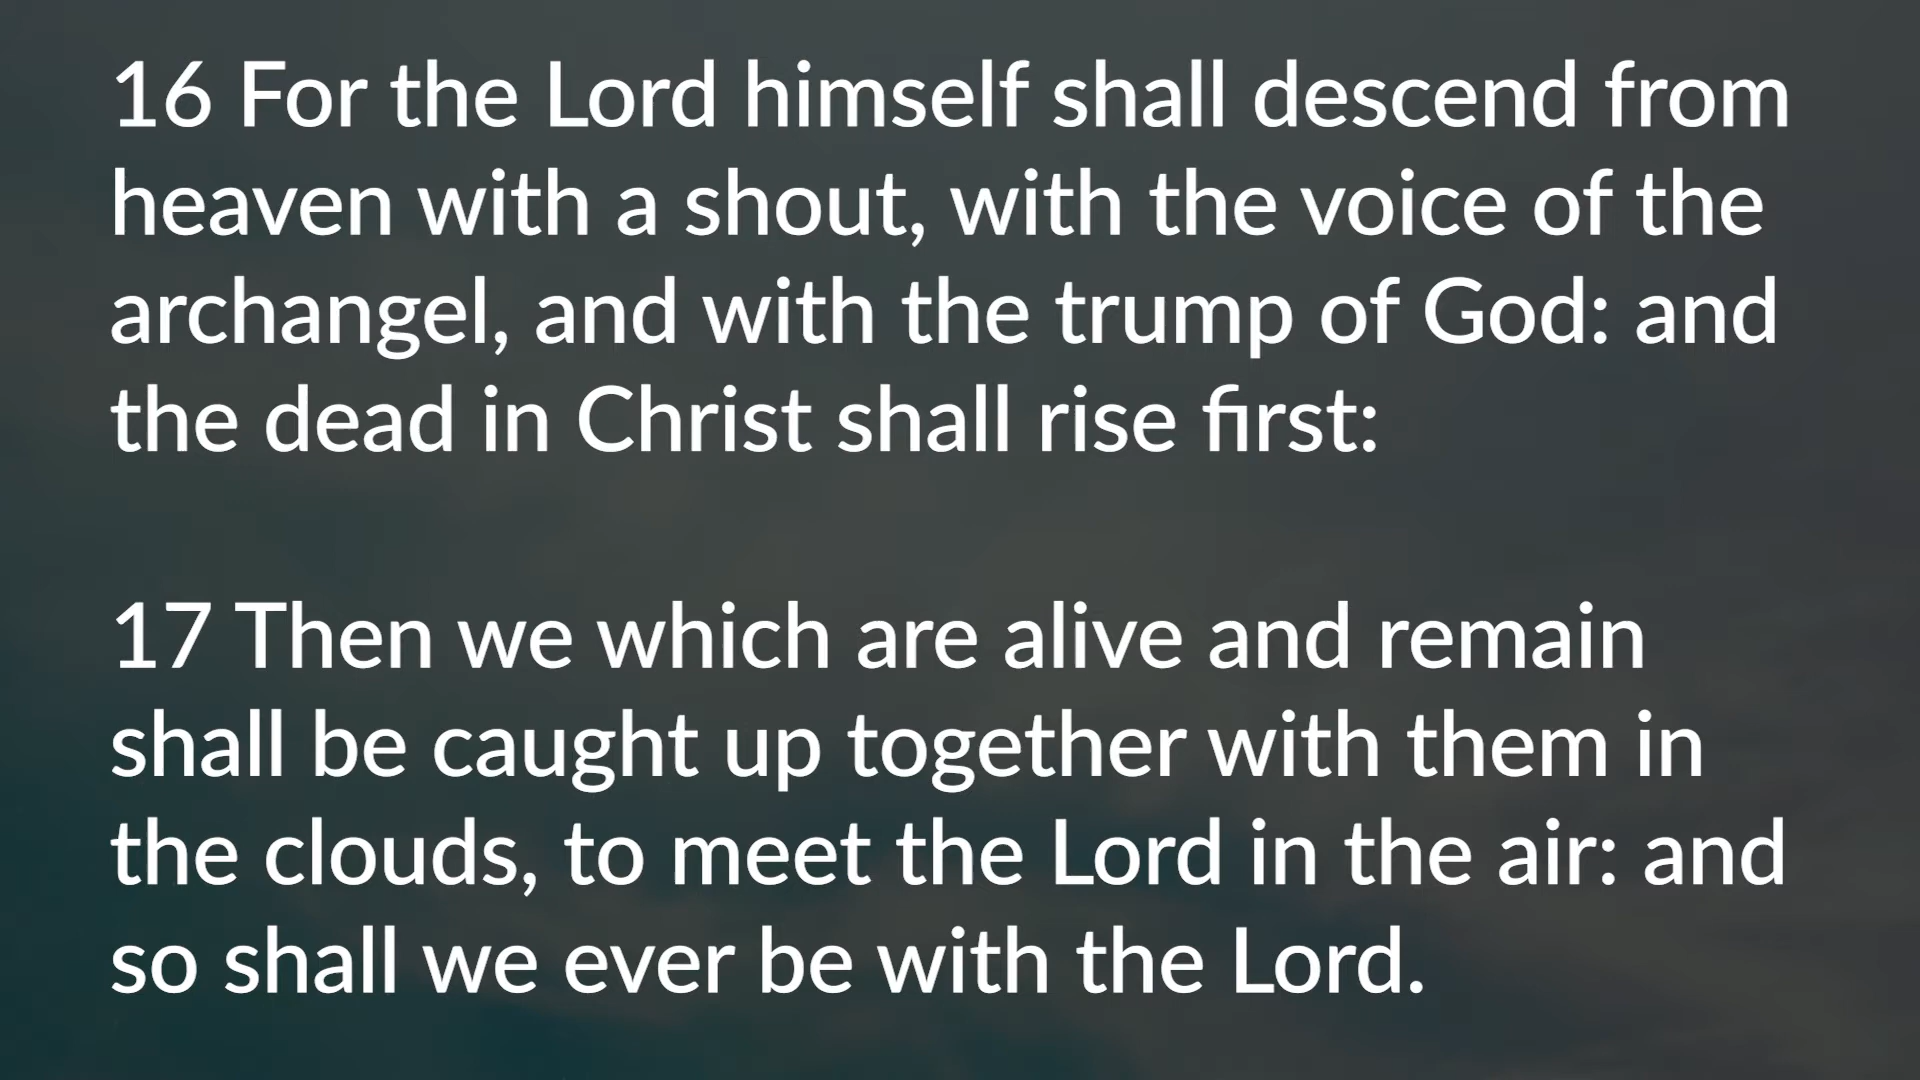 16 For the Lord himself shall descend from
heaven with a shout, with the voice of the
archangel, and with the trump of God: and
the dead in Christ shall rise first:
17 Then we which are alive and remain
shall be caught up together with them in
the clouds, to meet the Lord in the air: and
so shall we ever be with the Lord.